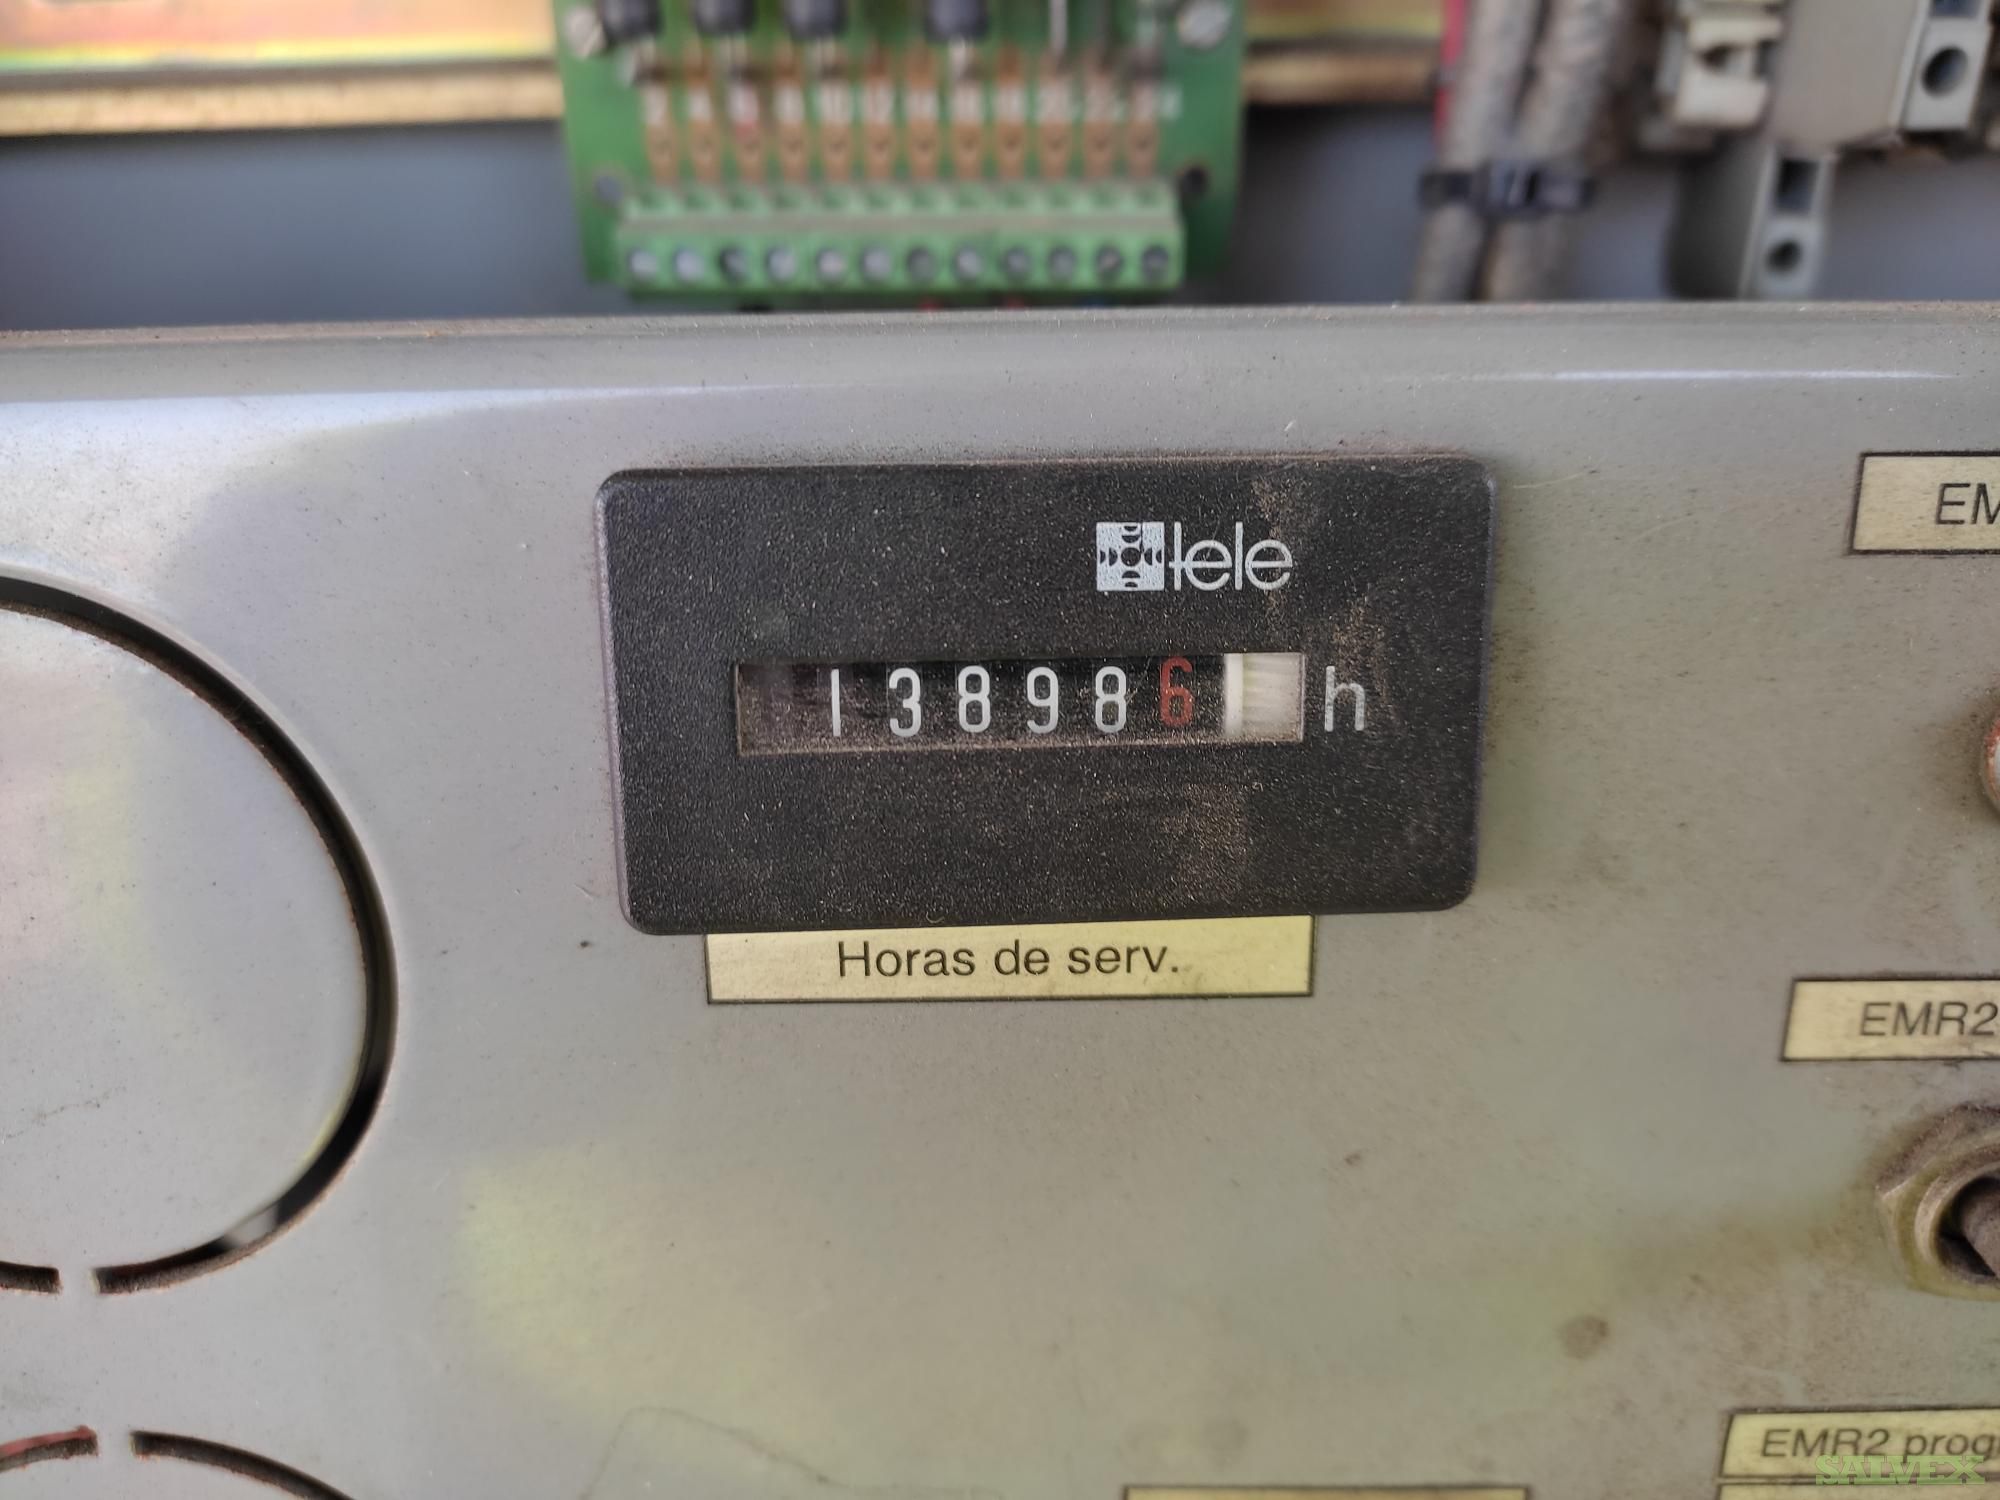 EM
tele
138986 h
Horas de serv.
EMR2
EMR2 prog
SALVEX